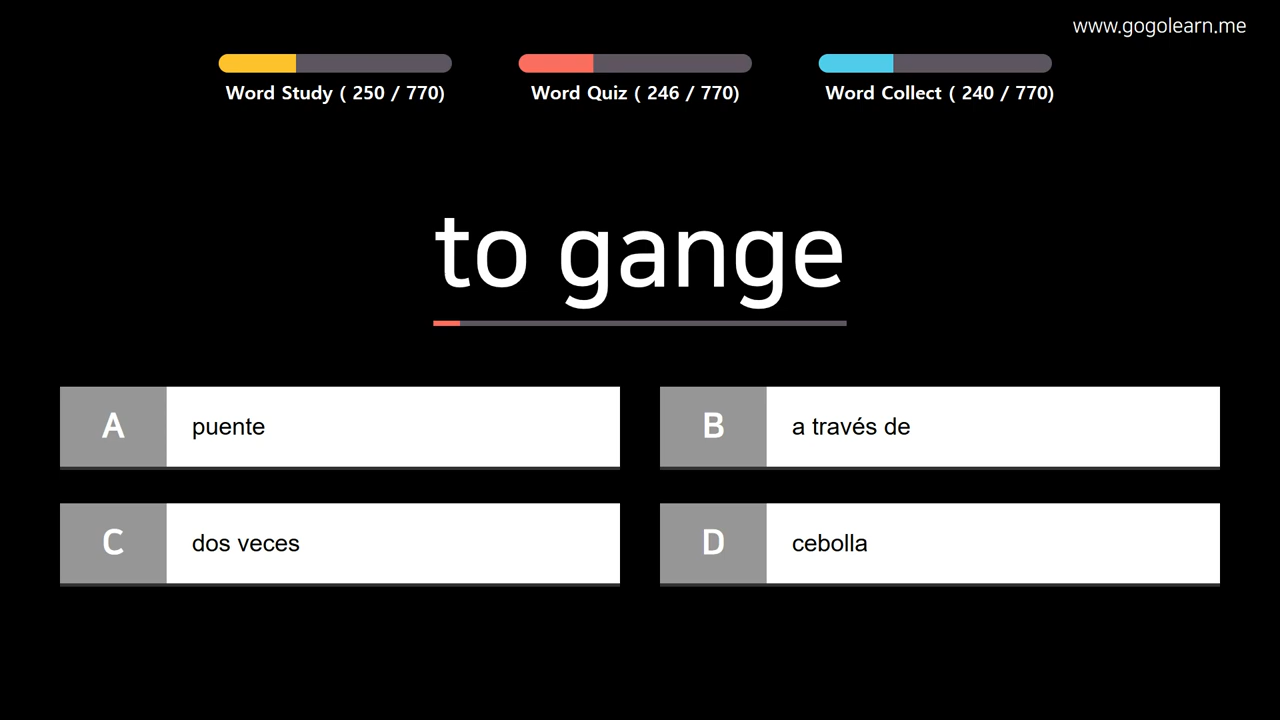 www.gogolearn.me
Word Study ( 250 / 770)
Word Quiz ( 246 / 770)
Word Collect ( 240 / 770)
to gange
A
puente
B
a través de
C
dos veces
D
cebolla